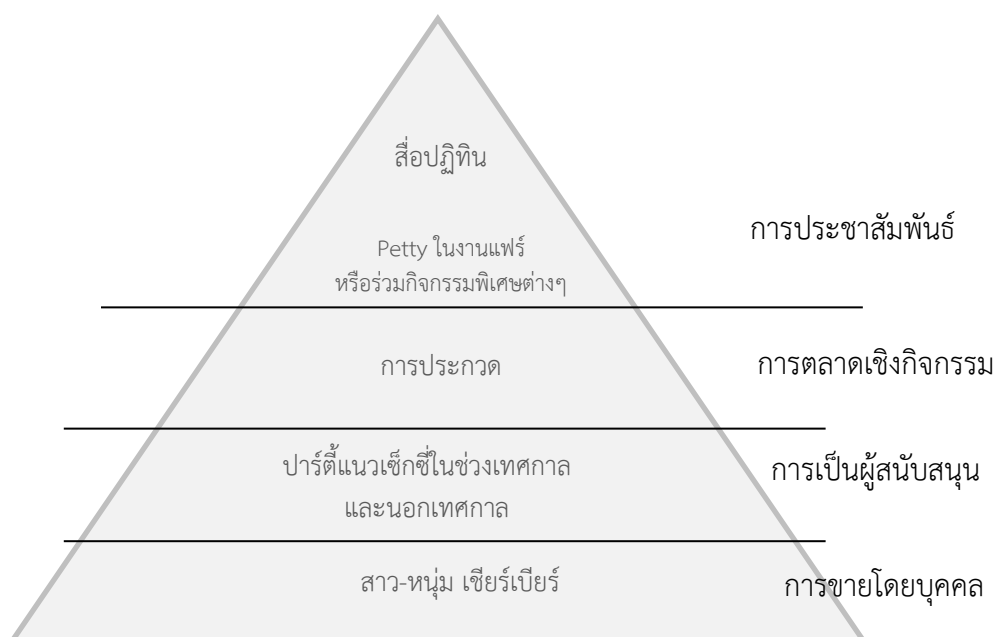 สื่อปฏิทิน
การประชาสัมพันธ์
Petty ในงานแฟร์
หรือร่วมกิจกรรมพิเศษต่างๆ
การประกวด
การตลาดเชิงกิจกรรม
ปาร์ตี้แนวเซ็กซี่ในช่วงเทศกาล
และนอกเทศกาล
การเป็นผู้สนับสนุน
สาว-หนุ่ม เชียร์เบียร์
การขายโดยบุคคล